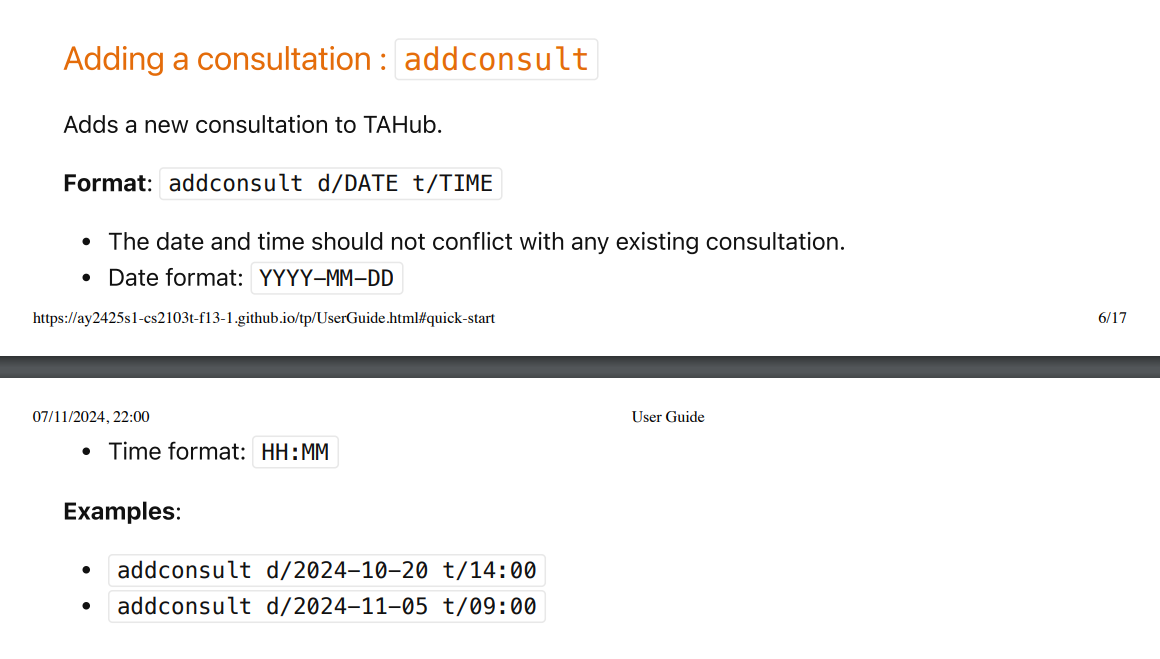 Adding a consultation : addconsult
Adds a new consultation to TAHub.
Format: addconsult d/DATE t/TIME
• The date and time should not conflict with any existing consultation.
• Date format: YYYY-MM-DD
https://ay2425s1-cs2103t-f13-1.github.io/tp/UserGuide.html#quick-start 6/17
07/11/2024, 22:00 User Guide
• Time format: HH:MM
Examples:
• addconsult d/2024-10-20 t/14:00
• addconsult d/2024-11-05 t/09:00